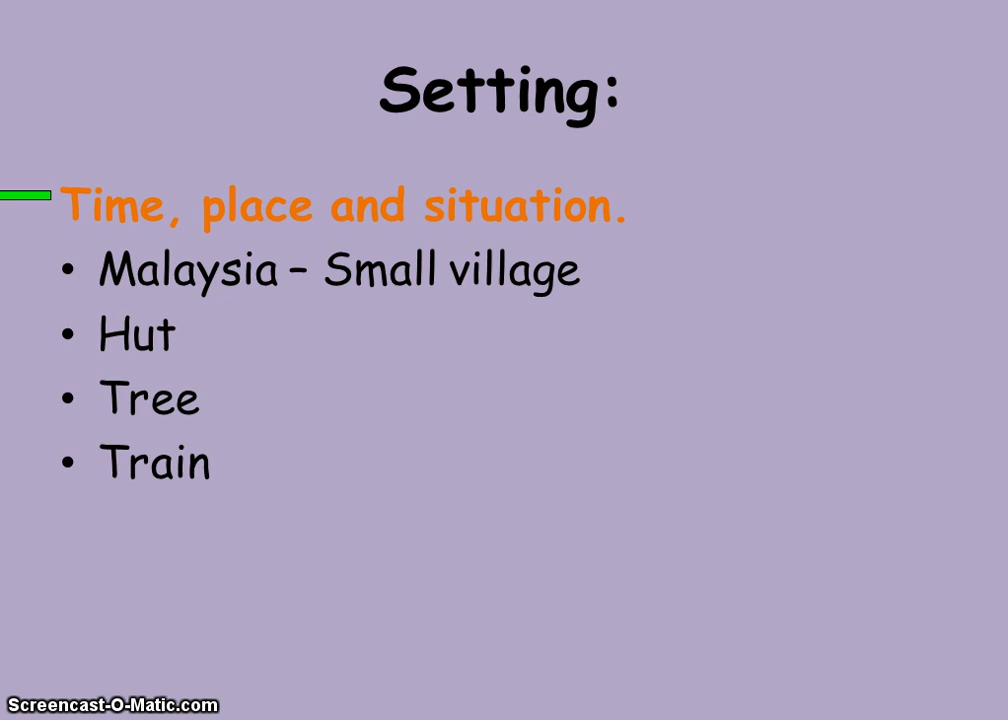 Setting:
Time, place and situation.
• Malaysia – Small village
• Hut
• Tree
• Train
Screencast-O-Matic.com